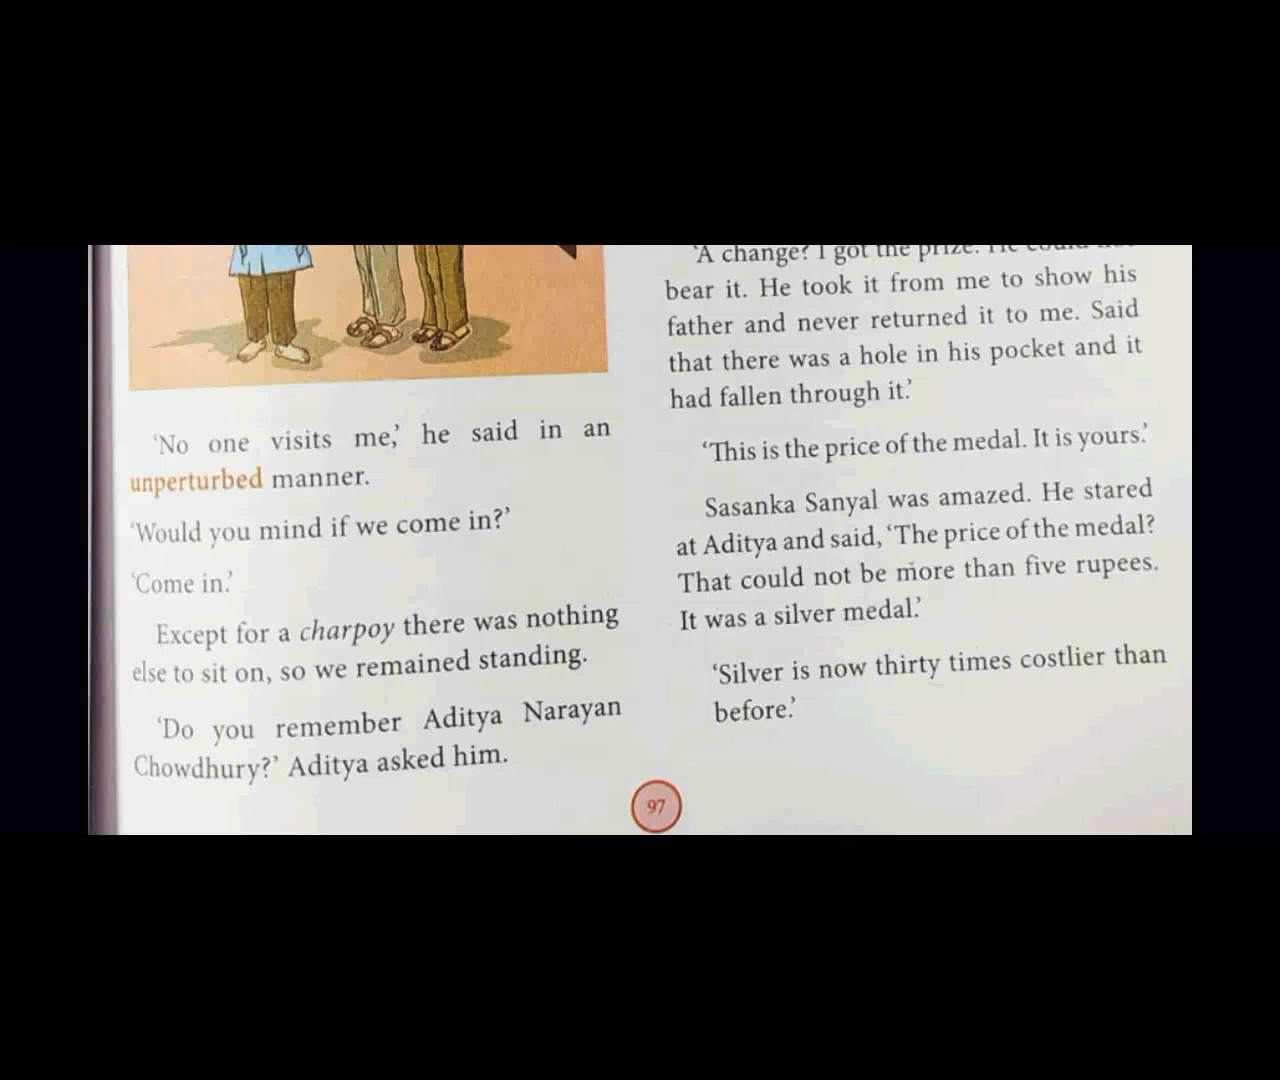 'No one visits me,' he said in an
unperturbed manner.
'Would you mind if we come in?'
'Come in.'
Except for a charpoy there was nothing
else to sit on, so we remained standing.
'Do you remember Aditya Narayan
Chowdhury?' Aditya asked him.
'A change? I got the prize. He could
bear it. He took it from me to show his
father and never returned it to me. Said
that there was a hole in his pocket and it
had fallen through it.'
'This is the price of the medal. It is yours.'
Sasanka Sanyal was amazed. He stared
at Aditya and said, 'The price of the medal?
That could not be more than five rupees.
It was a silver medal.'
'Silver is now thirty times costlier than
before.'
97